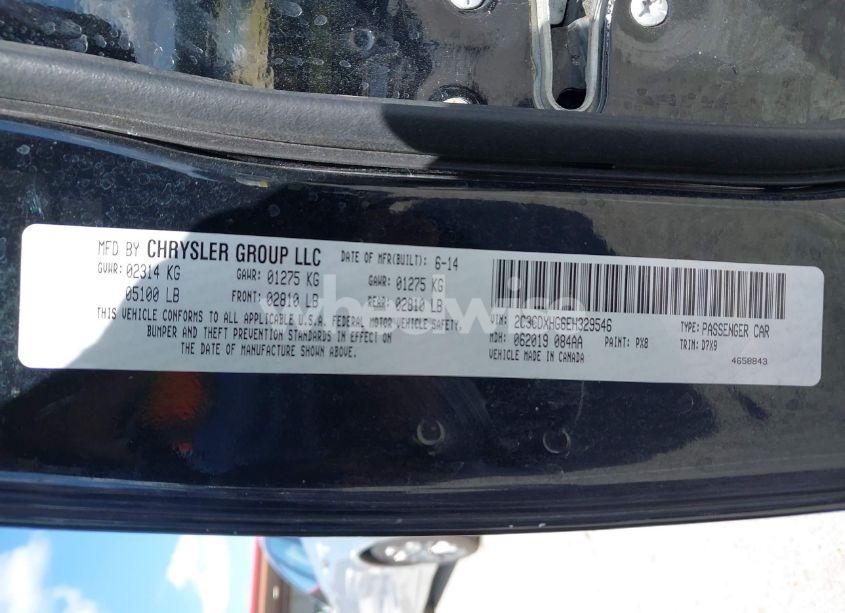 MFD BY CHRYSLER GROUP LLC DATE OF MFR(BUILT): 6-14
GVWR: 02314 KG GAWR: 01275 KG GAWR: 01275 KG
05100 LB FRONT: 02810 LB REAR: 02810 LB
THIS VEHICLE CONFORMS TO ALL APPLICABLE U.S.A. FEDERAL MOTOR VEHICLE SAFETY,
BUMPER AND THEFT PREVENTION STANDARDS IN EFFECT ON
THE DATE OF MANUFACTURE SHOWN ABOVE.
VIN: 2C3CDXHG6EH329546 TYPE: PASSENGER CAR
MDH: 062019 084AA PAINT: PX8 TRIM: D7X9
VEHICLE MADE IN CANADA 4658843